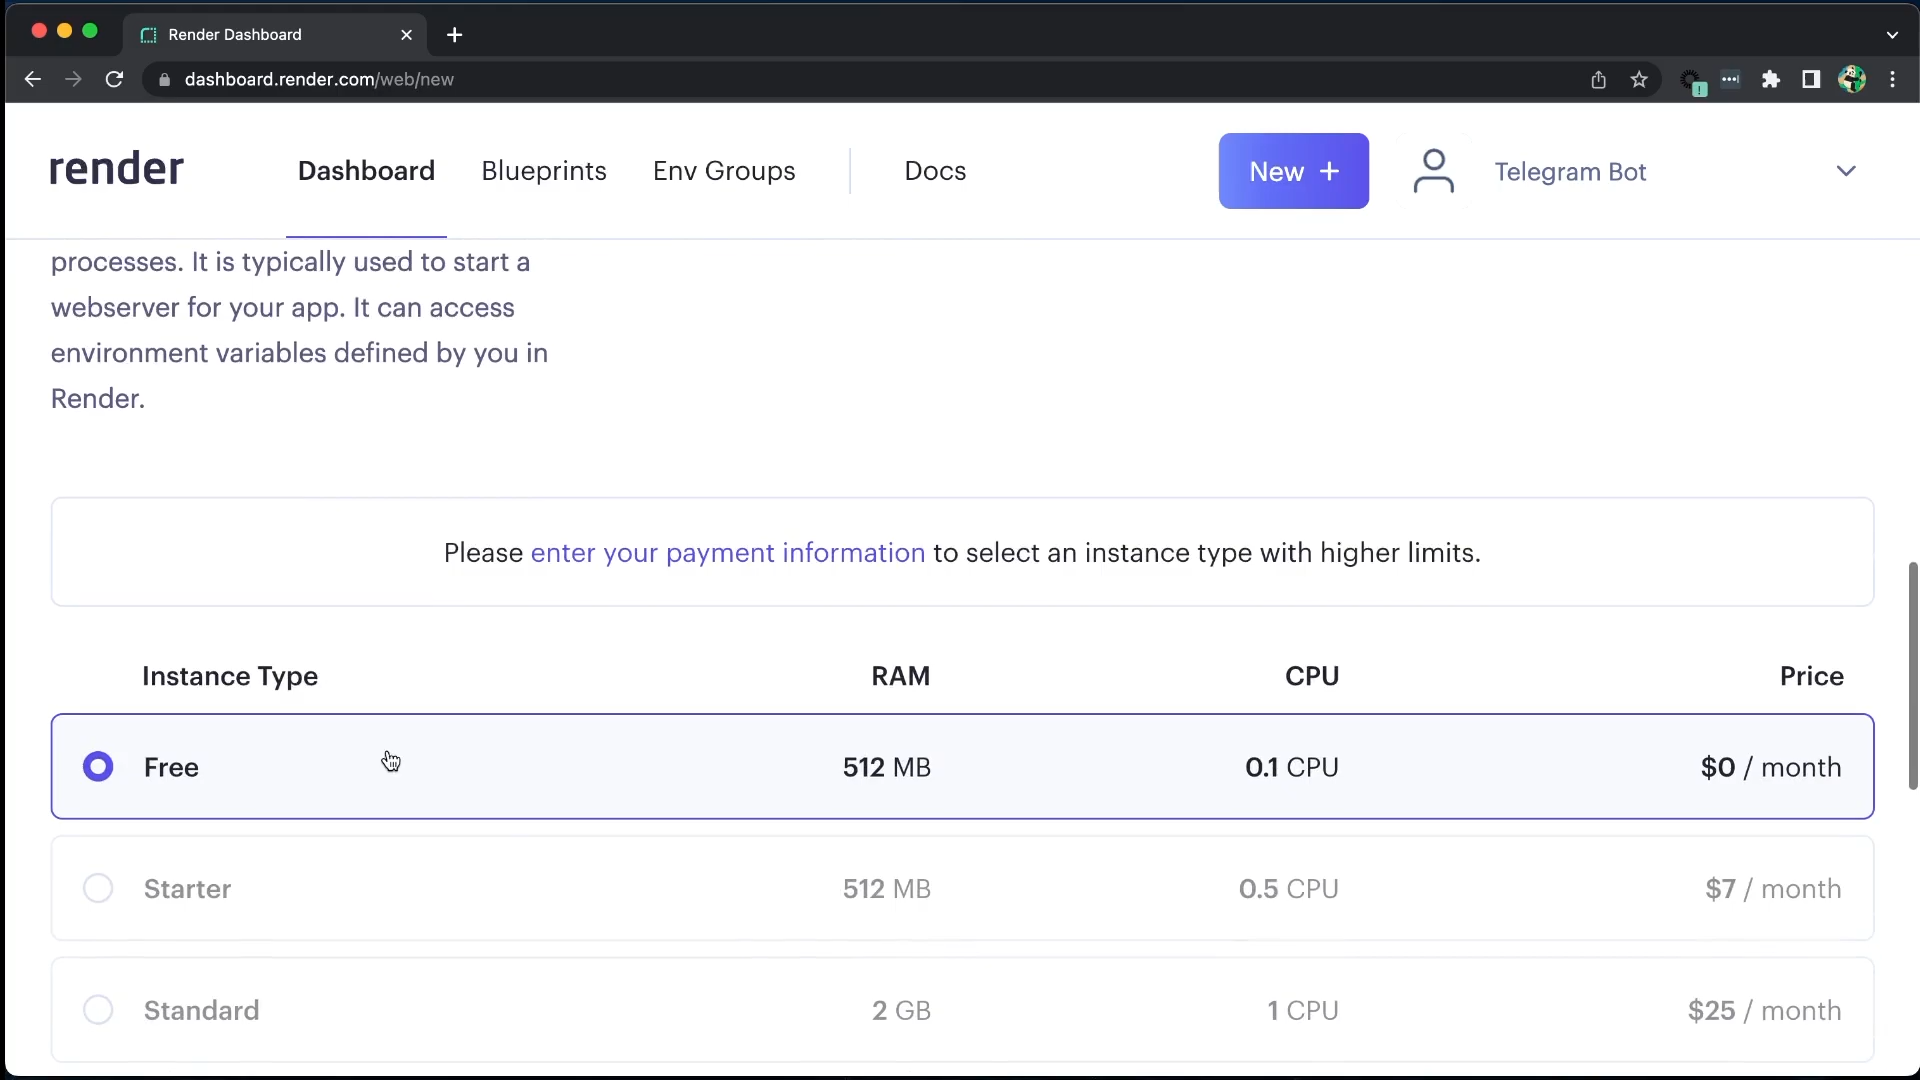 Render Dashboard
dashboard.render.com/web/new
render
Dashboard
Blueprints
Env Groups
Docs
New +
Telegram Bot
processes. It is typically used to start a
webserver for your app. It can access
environment variables defined by you in
Render.
Please enter your payment information to select an instance type with higher limits.
Instance Type RAM CPU Price
Free 512 MB 0.1 CPU $0 / month
Starter 512 MB 0.5 CPU $7 / month
Standard 2 GB 1 CPU $25 / month